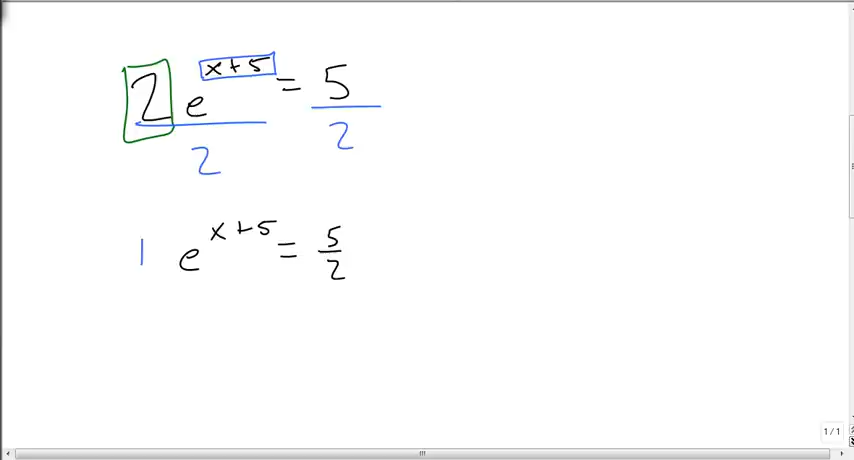 2e^{x+5} = 5
2 2
1 e^{x+5} = 5/2
1/1